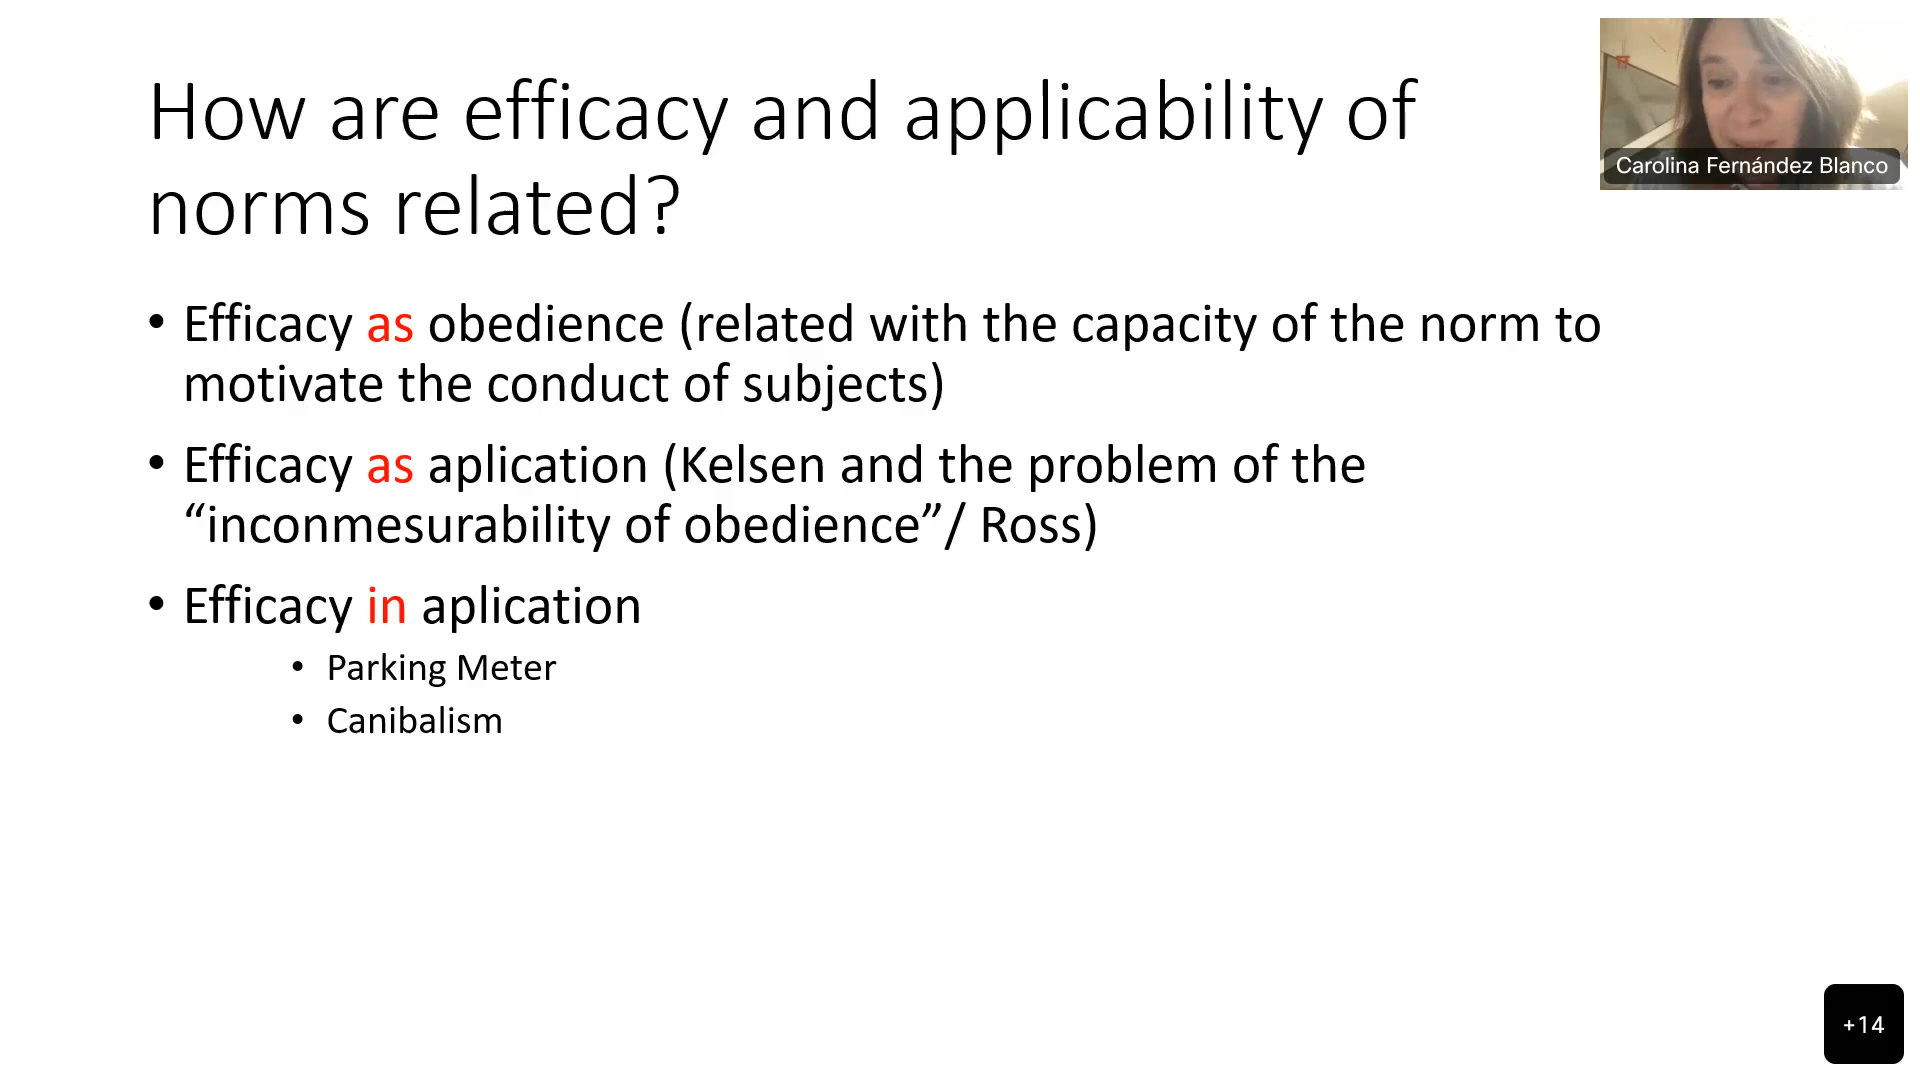 How are efficacy and applicability of
norms related?
Carolina Fernández Blanco
• Efficacy as obedience (related with the capacity of the norm to
motivate the conduct of subjects)
• Efficacy as aplication (Kelsen and the problem of the
“inconmesurability of obedience”/ Ross)
• Efficacy in aplication
• Parking Meter
• Canibalism
+14